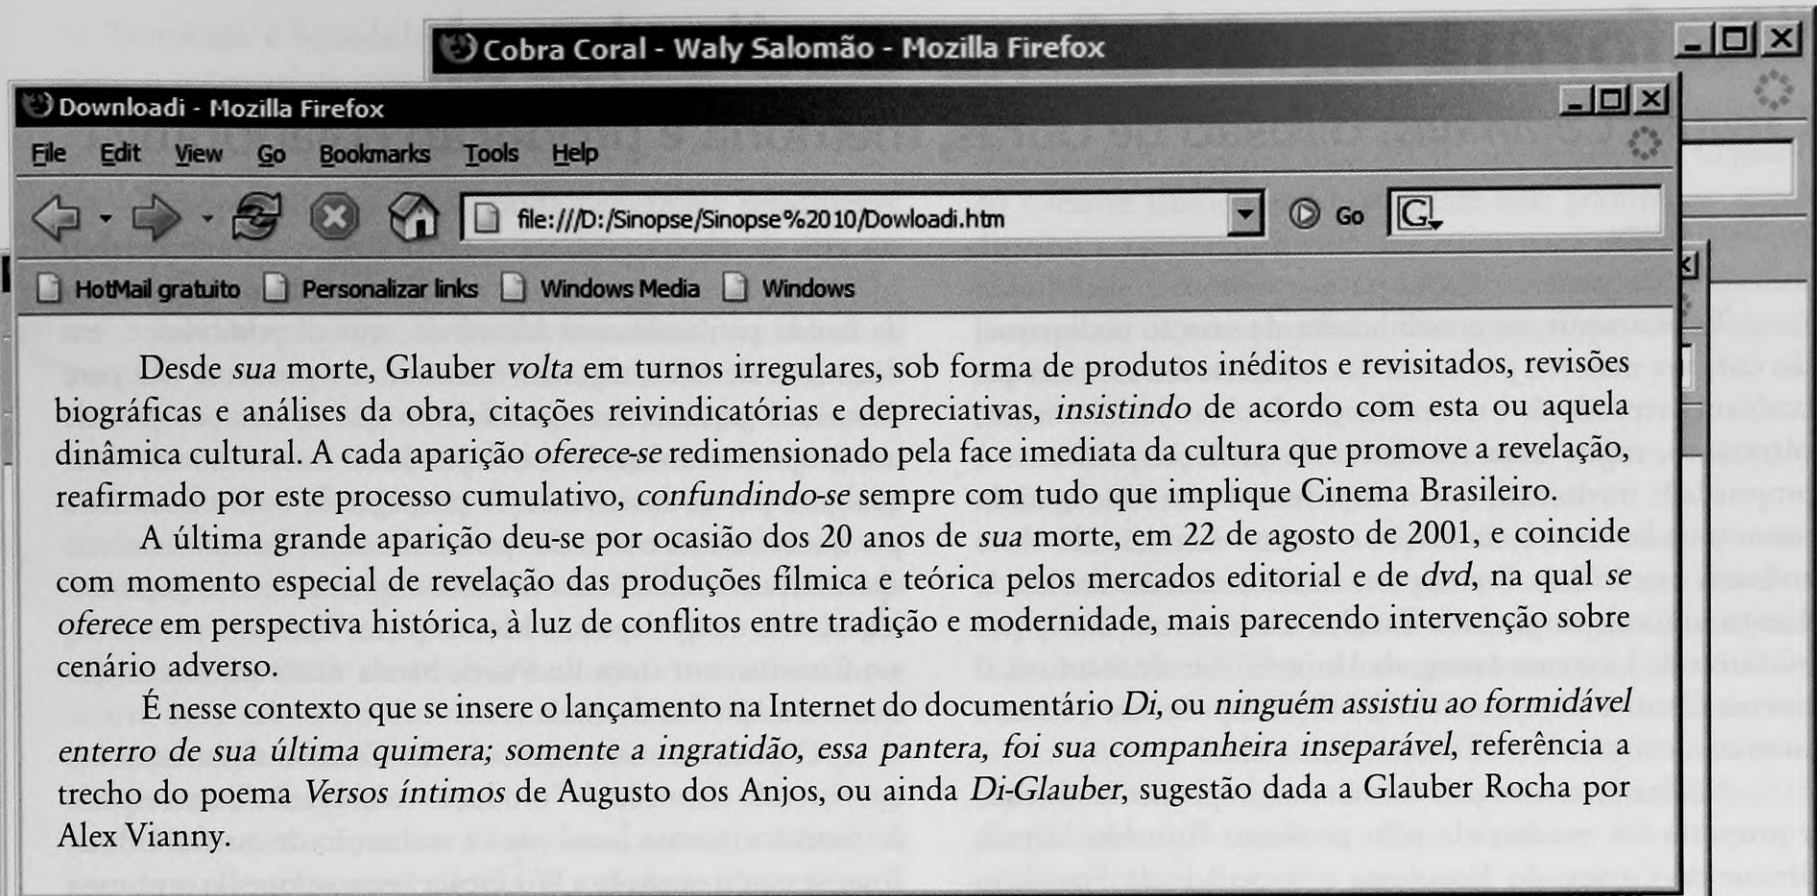 Cobra Coral - Waly Salomão - Mozilla Firefox
Downloadi - Mozilla Firefox
File Edit View Go Bookmarks Tools Help
file:///D:/Sinopse/Sinopse%2010/Dowloadi.htm Go G
HotMail gratuito Personalizar links Windows Media Windows
Desde sua morte, Glauber volta em turnos irregulares, sob forma de produtos inéditos e revisitados, revisões
biográficas e análises da obra, citações reivindicatórias e depreciativas, insistindo de acordo com esta ou aquela
dinâmica cultural. A cada aparição oferece-se redimensionado pela face imediata da cultura que promove a revelação,
reafirmado por este processo cumulativo, confundindo-se sempre com tudo que implique Cinema Brasileiro.
A última grande aparição deu-se por ocasião dos 20 anos de sua morte, em 22 de agosto de 2001, e coincide
com momento especial de revelação das produções fílmica e teórica pelos mercados editorial e de dvd, na qual se
oferece em perspectiva histórica, à luz de conflitos entre tradição e modernidade, mais parecendo intervenção sobre
cenário adverso.
É nesse contexto que se insere o lançamento na Internet do documentário Di, ou ninguém assistiu ao formidável
enterro de sua última quimera; somente a ingratidão, essa pantera, foi sua companheira inseparável, referência a
trecho do poema Versos íntimos de Augusto dos Anjos, ou ainda Di-Glauber, sugestão dada a Glauber Rocha por
Alex Vianny.